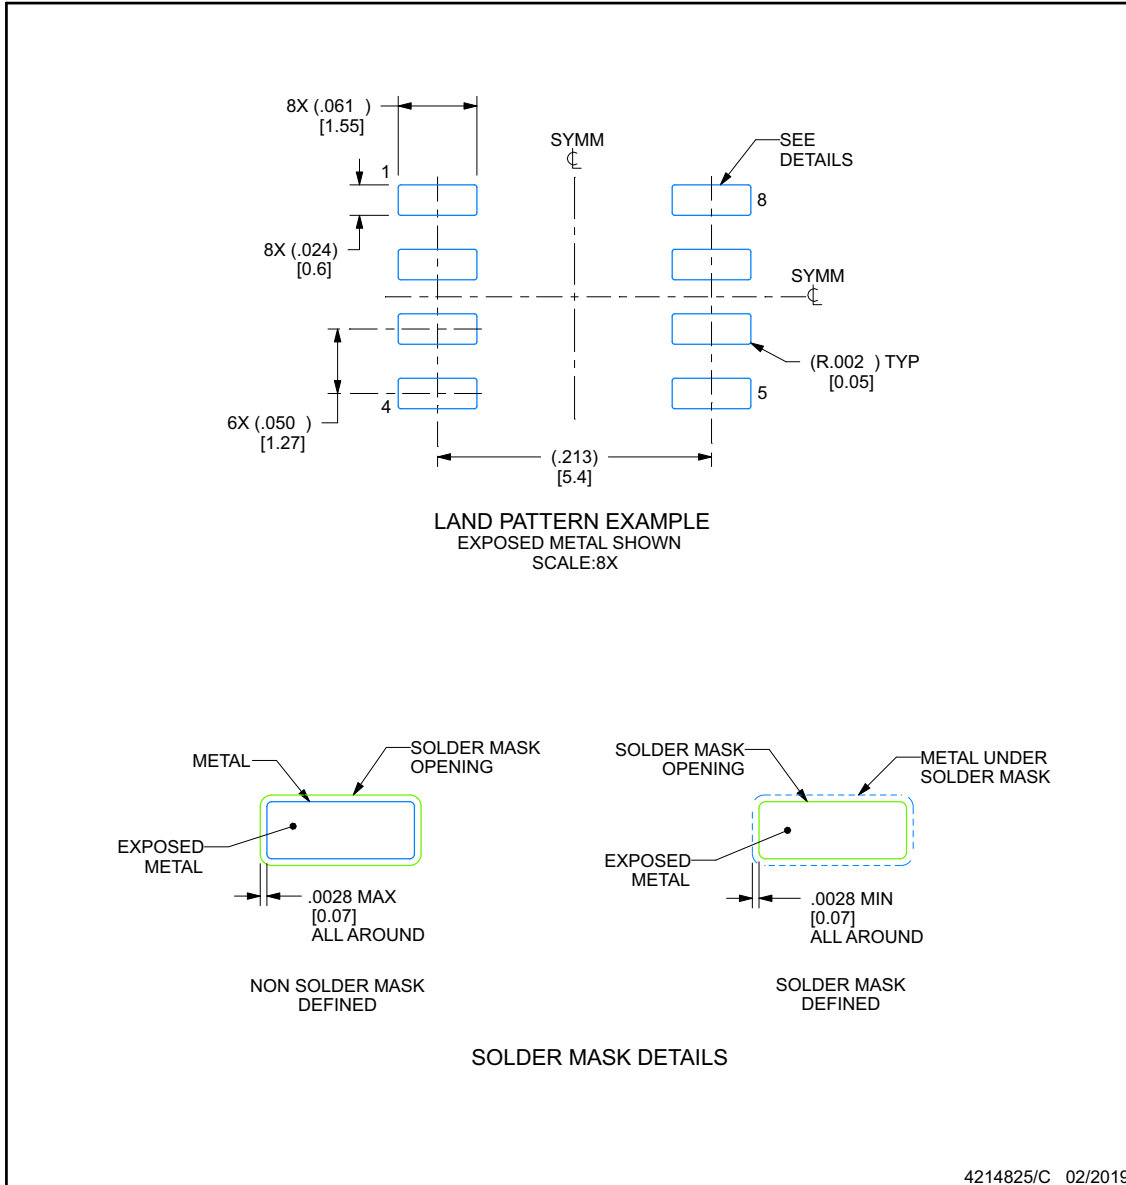 8X (.061 )
[1.55]
SYMM
℄
SEE
DETAILS
1
8
8X (.024)
[0.6]
SYMM
℄
(R.002 ) TYP
[0.05]
4
5
6X (.050 )
[1.27]
(.213)
[5.4]
LAND PATTERN EXAMPLE
EXPOSED METAL SHOWN
SCALE:8X
METAL
SOLDER MASK
OPENING
EXPOSED
METAL
.0028 MAX
[0.07]
ALL AROUND
NON SOLDER MASK
DEFINED
SOLDER MASK
OPENING
METAL UNDER
SOLDER MASK
EXPOSED
METAL
.0028 MIN
[0.07]
ALL AROUND
SOLDER MASK
DEFINED
SOLDER MASK DETAILS
4214825/C 02/2019